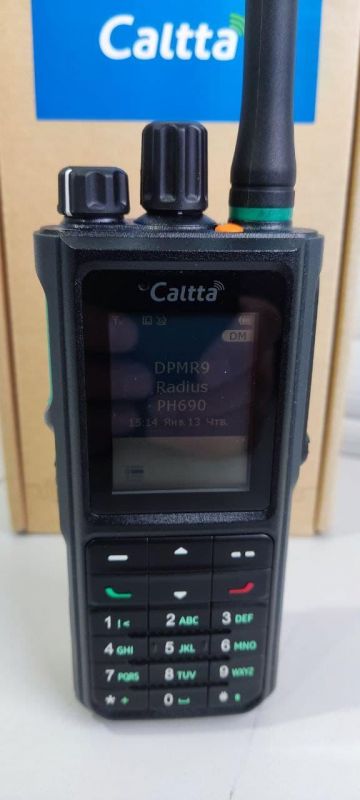 Caltta
Caltta
DM
DPMR9
Radius
PH690
15:14 Янв.13 Чтв.
1 2 ABC 3 DEF
4 GHI 5 JKL 6 MNO
7 PQRS 8 TUV 9 WXYZ
* + 0 #